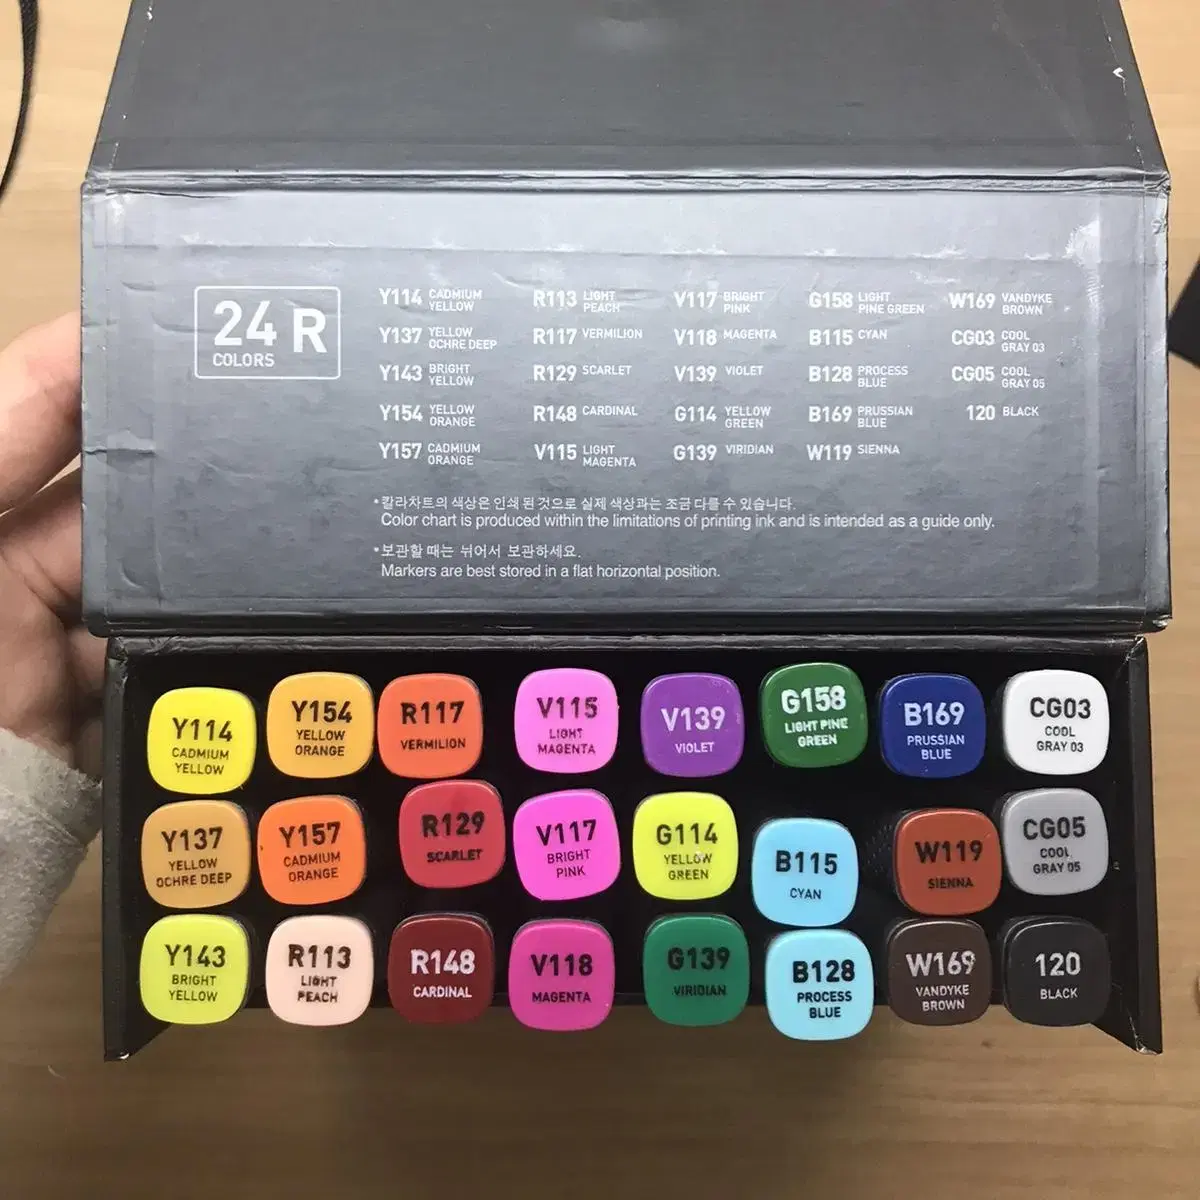 24 R
COLORS
Y114 CADMIUM YELLOW
Y137 YELLOW OCHRE DEEP
Y143 BRIGHT YELLOW
Y154 YELLOW ORANGE
Y157 CADMIUM ORANGE
R113 LIGHT PEACH
R117 VERMILION
R129 SCARLET
R148 CARDINAL
V115 LIGHT MAGENTA
V117 BRIGHT PINK
V118 MAGENTA
V139 VIOLET
G114 YELLOW GREEN
G139 VIRIDIAN
G158 LIGHT PINE GREEN
B115 CYAN
B128 PROCESS BLUE
B169 PRUSSIAN BLUE
W119 SIENNA
W169 VANDYKE BROWN
CG03 COOL GRAY 03
CG05 COOL GRAY 05
120 BLACK
*칼라차트의 색상은 인쇄 된 것으로 실제 색상과는 조금 다를 수 있습니다.
Color chart is produced within the limitations of printing ink and is intended as a guide only.
*보관할 때는 뉘어서 보관하세요.
Markers are best stored in a flat horizontal position.
Y114
CADMIUM
YELLOW
Y154
YELLOW
ORANGE
R117
VERMILION
V115
LIGHT
MAGENTA
V139
VIOLET
G158
LIGHT PINE
GREEN
B169
PRUSSIAN
BLUE
CG03
COOL
GRAY 03
Y137
YELLOW
OCHRE DEEP
Y157
CADMIUM
ORANGE
R129
SCARLET
V117
BRIGHT
PINK
G114
YELLOW
GREEN
B115
CYAN
W119
SIENNA
CG05
COOL
GRAY 05
Y143
BRIGHT
YELLOW
R113
LIGHT
PEACH
R148
CARDINAL
V118
MAGENTA
G139
VIRIDIAN
B128
PROCESS
BLUE
W169
VANDYKE
BROWN
120
BLACK